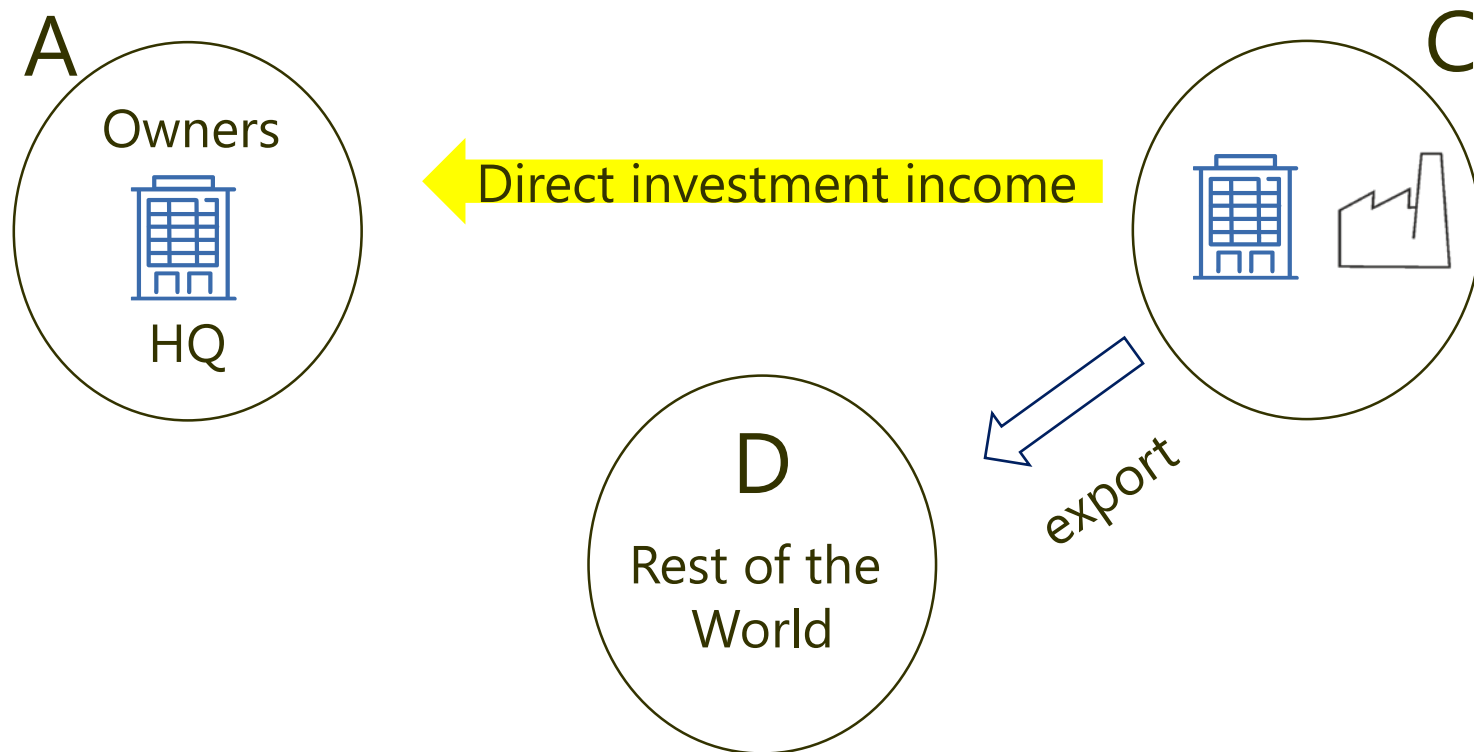 A
C
Owners
HQ
Direct investment income
export
D
Rest of the
World